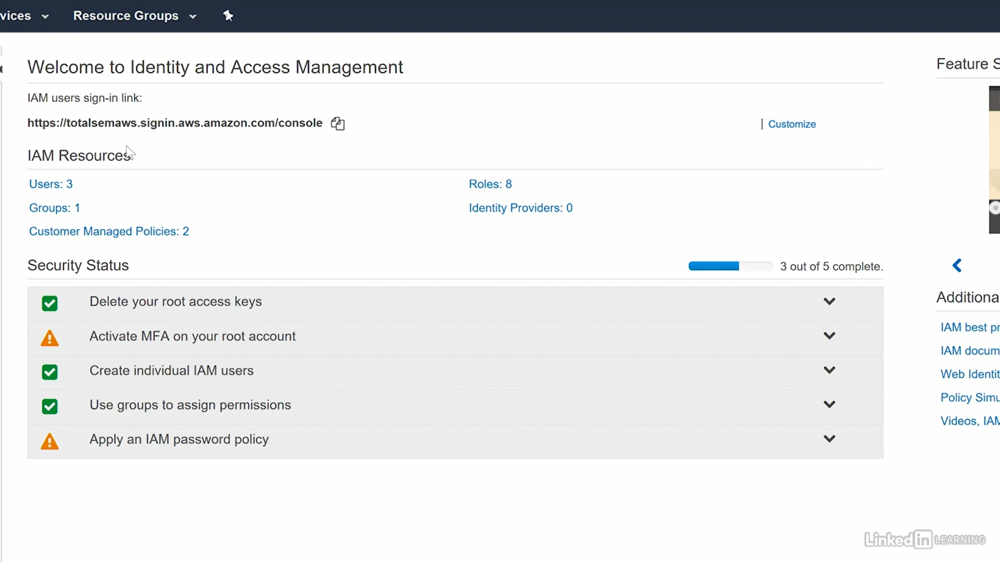 vices Resource Groups
Welcome to Identity and Access Management
IAM users sign-in link:
https://totalsemaws.signin.aws.amazon.com/console
| Customize
IAM Resources
Users: 3
Roles: 8
Groups: 1
Identity Providers: 0
Customer Managed Policies: 2
Security Status
3 out of 5 complete.
Delete your root access keys
Activate MFA on your root account
Create individual IAM users
Use groups to assign permissions
Apply an IAM password policy
Feature S
Additiona
IAM best pr
IAM docum
Web Identit
Policy Simu
Videos, IAM
Linked in LEARNING